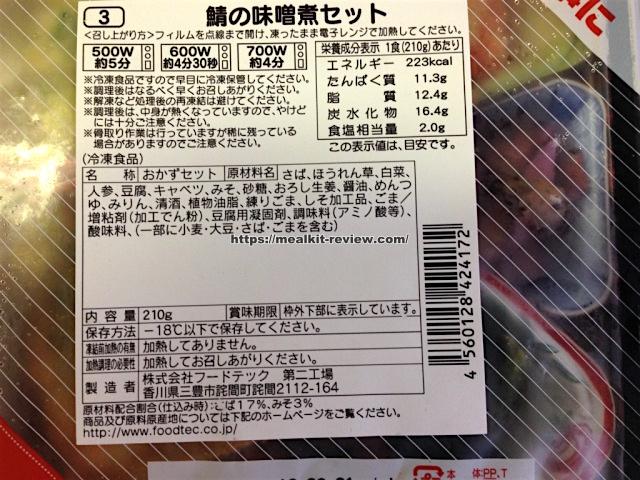 3 鯖の味噌煮セット
<召し上がり方>フィルムを点線まで開け、凍ったまま電子レンジで加熱してください。
500W 約5分
600W 約4分30秒
700W 約4分
※冷凍食品ですので早目に冷凍保管してください。
※調理後はなるべく早くお召しあがりください。
※解凍など処理後の再凍結は避けてください。
※調理後は、中身が熱くなっていますので、やけど
には十分ご注意ください。
※骨取り作業は行っていますが稀に残っている
場合がありますのでご注意ください。
栄養成分表示 1食(210g)あたり
エネルギー 223kcal
たんぱく質 11.3g
脂質 12.4g
炭水化物 16.4g
食塩相当量 2.0g
この表示値は、目安です。
(冷凍食品)
名称 おかずセット 原材料名 さば、ほうれん草、白菜、
人参、豆腐、キャベツ、みそ、砂糖、おろし生姜、醤油、めんつ
ゆ、みりん、清酒、植物油脂、練りごま、しそ加工品、ごま/
増粘剤(加工でん粉)、豆腐用凝固剤、調味料(アミノ酸等)、
酸味料、(一部に小麦・大豆・さば・ごまを含む)
https://mealkit-review.com/
内容量 210g 賞味期限 枠外下部に表示しています。
保存方法 -18℃以下で保存してください。
凍結前加熱の有無 加熱してありません。
加熱調理の必要性 加熱してお召しあがりください。
製造者 株式会社フードテック 第二工場
香川県三豊市詫間町詫間2112-164
原材料配合割合(仕込み時):さば17%、みそ3%
商品及び原料原産地については下記のホームページをご覧ください。
http://www.foodtec.co.jp/
4 560128 424172
本 体:PP,T